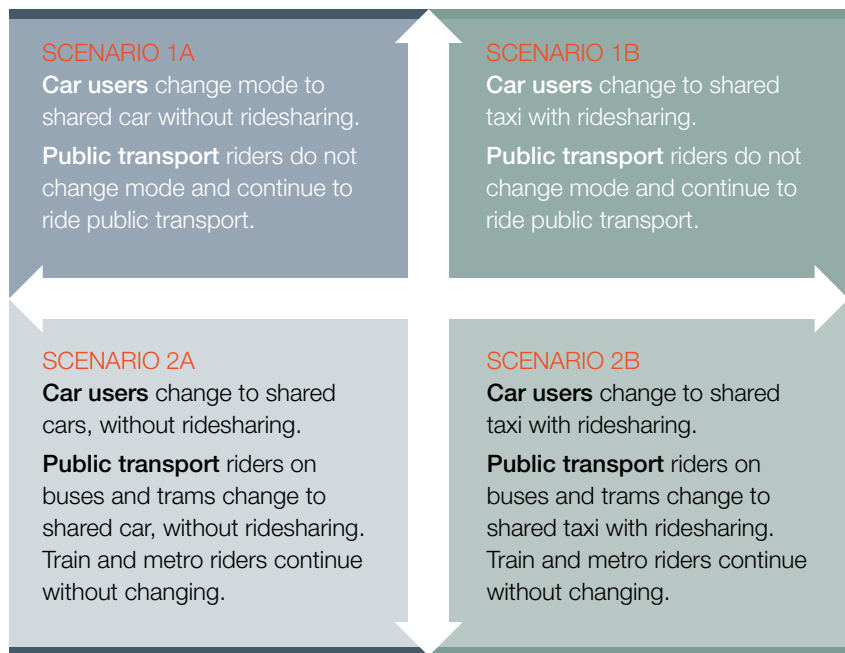 SCENARIO 1A
Car users change mode to
shared car without ridesharing.
Public transport riders do not
change mode and continue to
ride public transport.
SCENARIO 1B
Car users change to shared
taxi with ridesharing.
Public transport riders do not
change mode and continue to
ride public transport.
SCENARIO 2A
Car users change to shared
cars, without ridesharing.
Public transport riders on
buses and trams change to
shared car, without ridesharing.
Train and metro riders continue
without changing.
SCENARIO 2B
Car users change to shared
taxi with ridesharing.
Public transport riders on
buses and trams change to
shared taxi with ridesharing.
Train and metro riders continue
without changing.